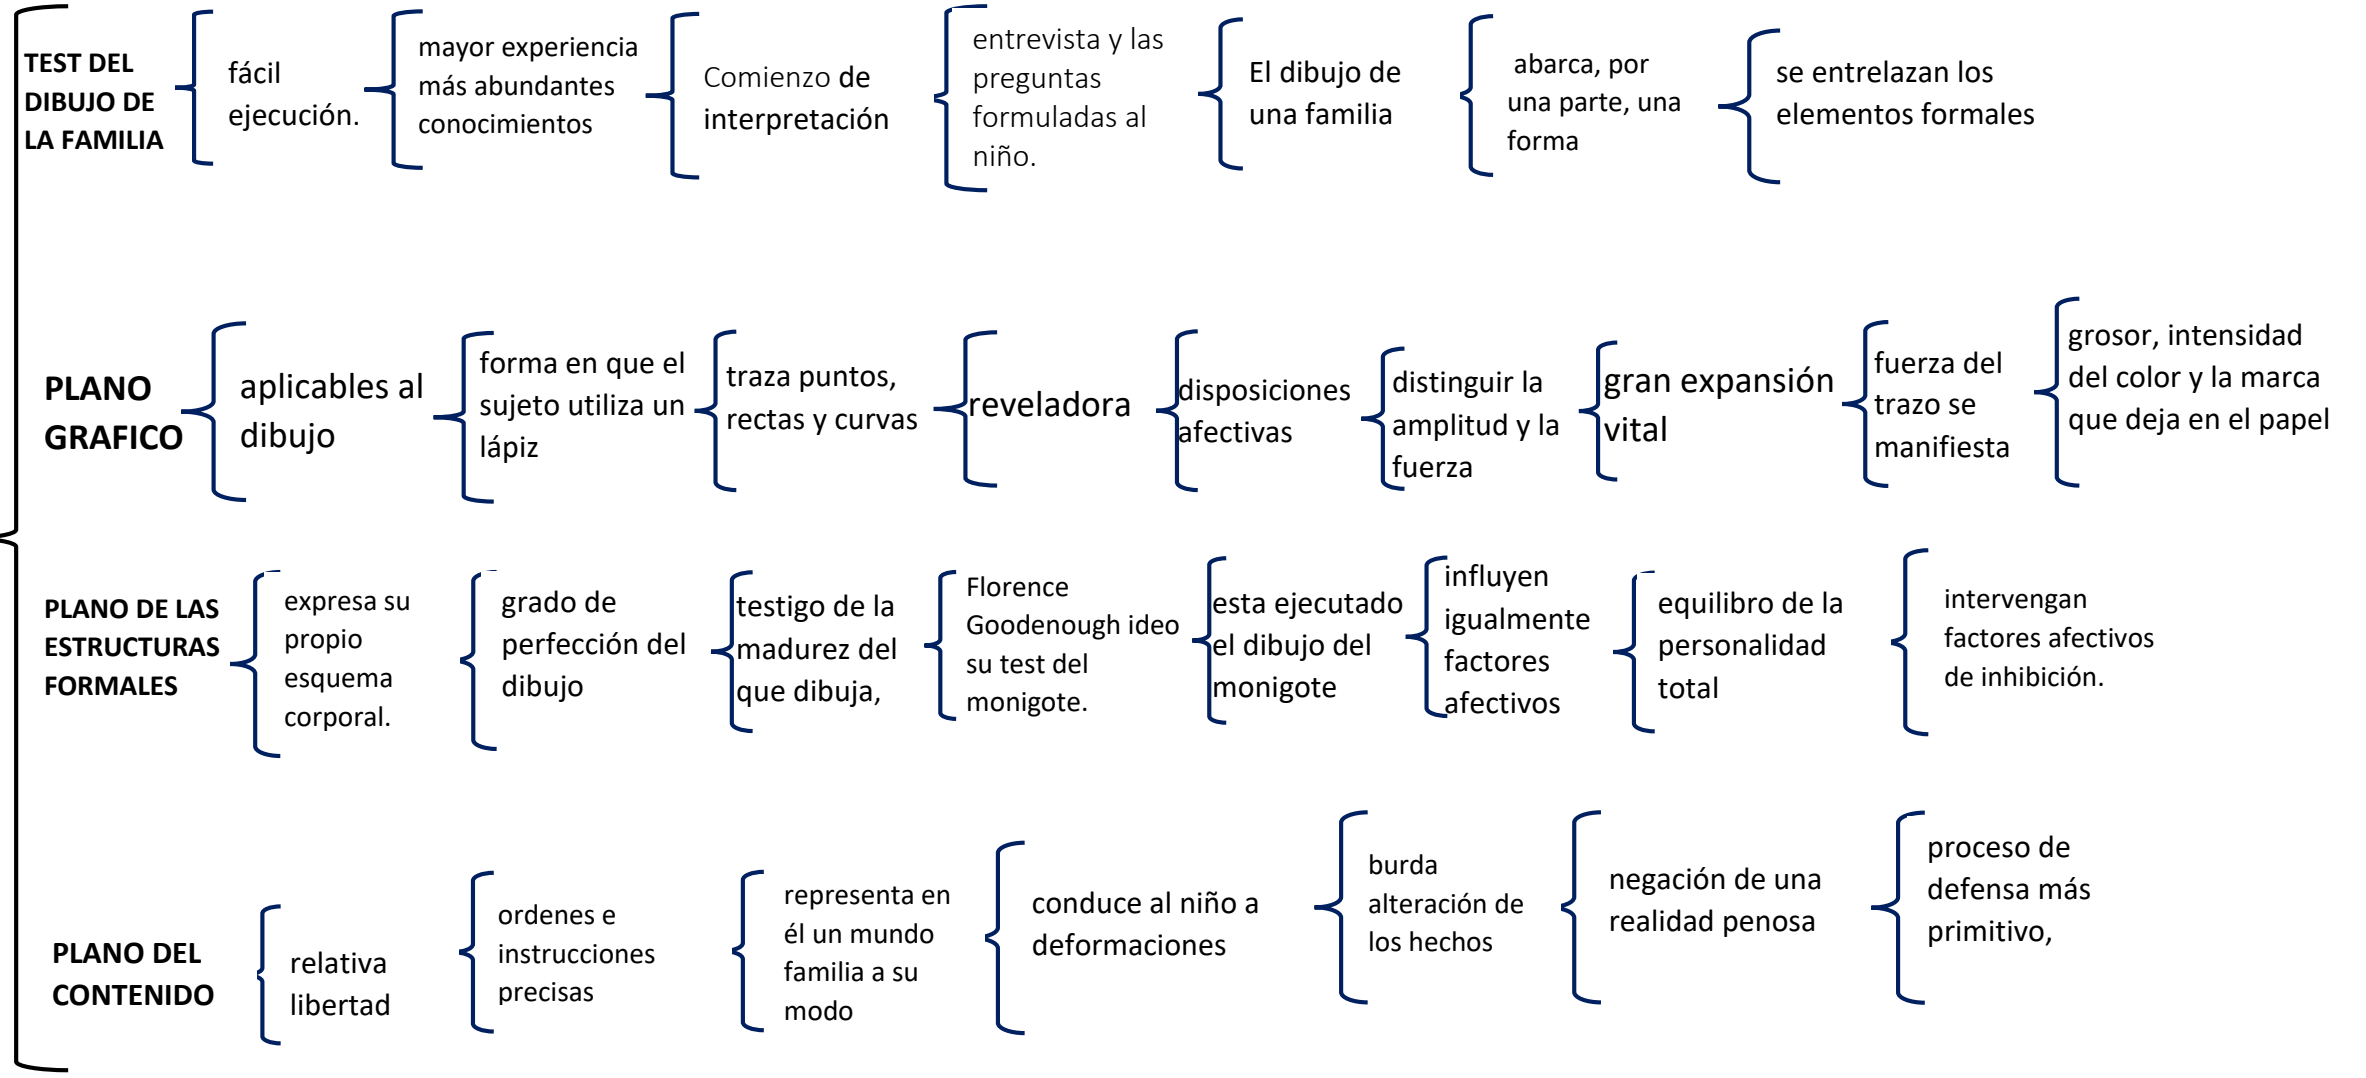 TEST DEL
DIBUJO DE
LA FAMILIA
fácil
ejecución.
mayor experiencia
más abundantes
conocimientos
Comienzo de
interpretación
entrevista y las
preguntas
formuladas al
niño.
El dibujo de
una familia
abarca, por
una parte, una
forma
se entrelazan los
elementos formales
PLANO
GRAFICO
aplicables al
dibujo
forma en que el
sujeto utiliza un
lápiz
traza puntos,
rectas y curvas
reveladora
disposiciones
afectivas
distinguir la
amplitud y la
fuerza
gran expansión
vital
fuerza del
trazo se
manifiesta
grosor, intensidad
del color y la marca
que deja en el papel
PLANO DE LAS
ESTRUCTURAS
FORMALES
expresa su
propio
esquema
corporal.
grado de
perfección del
dibujo
testigo de la
madurez del
que dibuja,
Florence
Goodenough ideo
su test del
monigote.
esta ejecutado
el dibujo del
monigote
influyen
igualmente
factores
afectivos
equilibro de la
personalidad
total
intervengan
factores afectivos
de inhibición.
PLANO DEL
CONTENIDO
relativa
libertad
ordenes e
instrucciones
precisas
representa en
él un mundo
familia a su
modo
conduce al niño a
deformaciones
burda
alteración de
los hechos
negación de una
realidad penosa
proceso de
defensa más
primitivo,